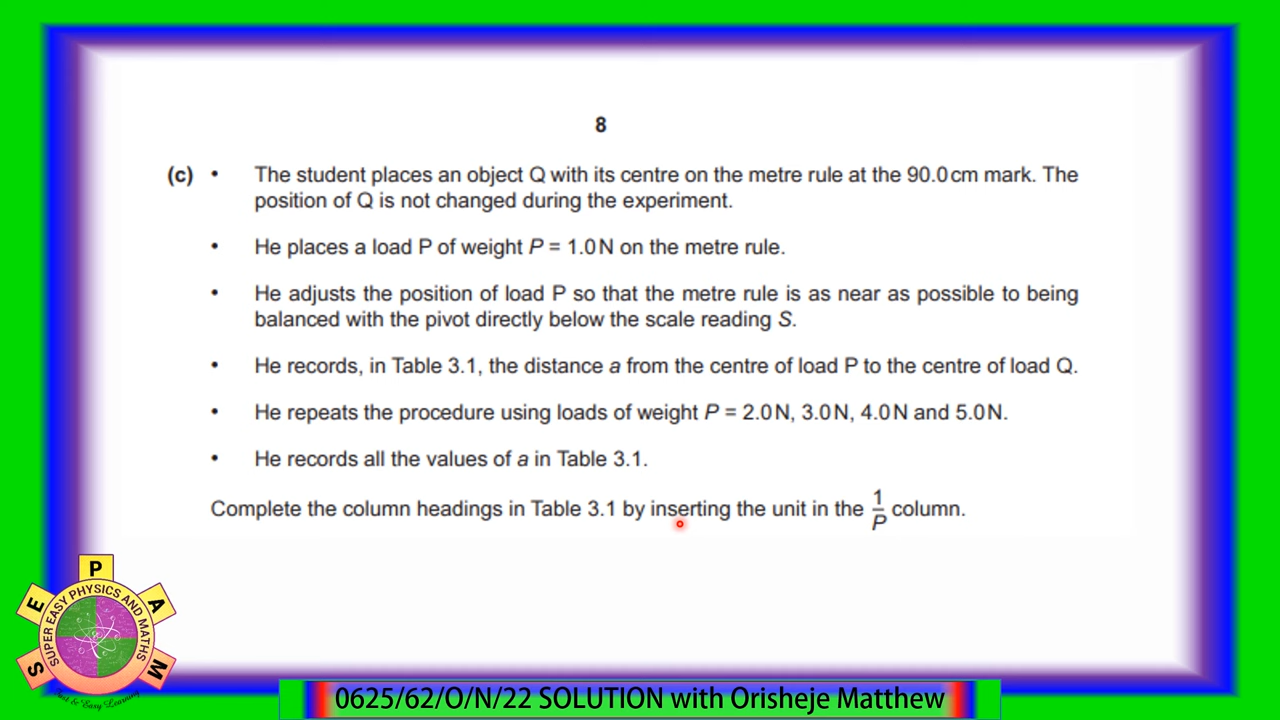 8
(c) • The student places an object Q with its centre on the metre rule at the 90.0 cm mark. The
position of Q is not changed during the experiment.
• He places a load P of weight P = 1.0 N on the metre rule.
• He adjusts the position of load P so that the metre rule is as near as possible to being
balanced with the pivot directly below the scale reading S.
• He records, in Table 3.1, the distance a from the centre of load P to the centre of load Q.
• He repeats the procedure using loads of weight P = 2.0 N, 3.0 N, 4.0 N and 5.0 N.
• He records all the values of a in Table 3.1.
Complete the column headings in Table 3.1 by inserting the unit in the 1/P column.
S E P A M
SUPER EASY PHYSICS AND MATHS
Fast & Easy Learning
0625/62/O/N/22 SOLUTION with Orisheje Matthew